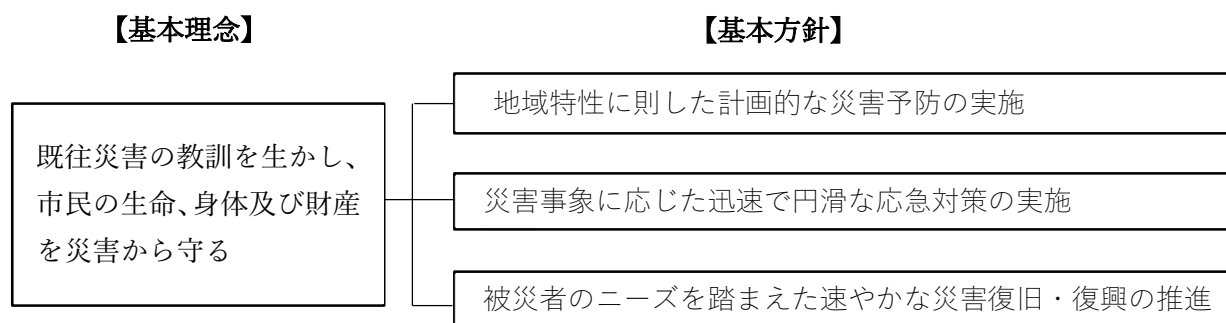 【基本理念】
【基本方針】
既往災害の教訓を生かし、
市民の生命、身体及び財産
を災害から守る
地域特性に則した計画的な災害予防の実施
災害事象に応じた迅速で円滑な応急対策の実施
被災者のニーズを踏まえた速やかな災害復旧・復興の推進